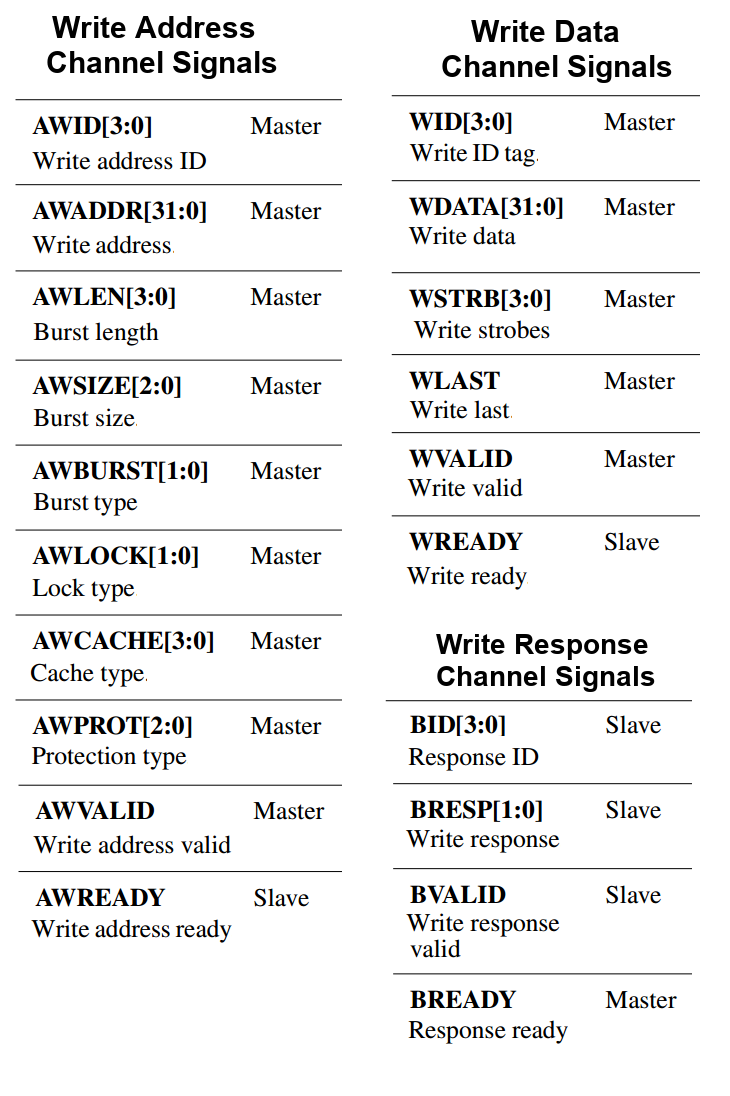 Write Address
Channel Signals
AWID[3:0] Master
Write address ID
AWADDR[31:0] Master
Write address
AWLEN[3:0] Master
Burst length
AWSIZE[2:0] Master
Burst size
AWBURST[1:0] Master
Burst type
AWLOCK[1:0] Master
Lock type
AWCACHE[3:0] Master
Cache type.
AWPROT[2:0] Master
Protection type
AWVALID Master
Write address valid
AWREADY Slave
Write address ready
Write Data
Channel Signals
WID[3:0] Master
Write ID tag.
WDATA[31:0] Master
Write data
WSTRB[3:0] Master
Write strobes
WLAST Master
Write last
WVALID Master
Write valid
WREADY Slave
Write ready
Write Response
Channel Signals
BID[3:0] Slave
Response ID
BRESP[1:0] Slave
Write response
BVALID Slave
Write response
valid
BREADY Master
Response ready